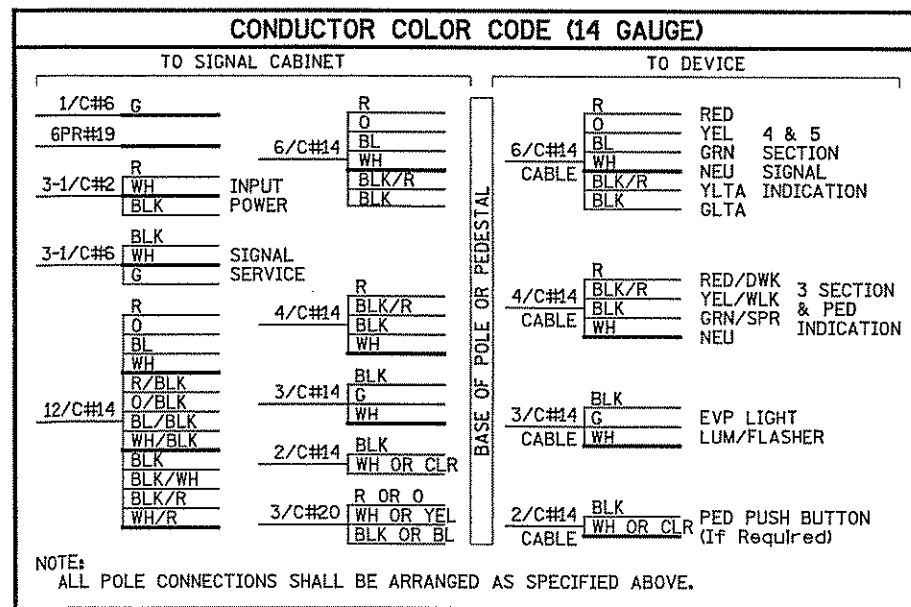 CONDUCTOR COLOR CODE (14 GAUGE)
TO SIGNAL CABINET
1/C#6 G
6PR#19
3-1/C#2
R
WH
BLK
INPUT
POWER
3-1/C#6
BLK
WH
G
SIGNAL
SERVICE
12/C#14
R
O
BL
WH
R/BLK
O/BLK
BL/BLK
WH/BLK
BLK
BLK/WH
BLK/R
WH/R
6/C#14
R
O
BL
WH
BLK/R
BLK
4/C#14
R
BLK/R
BLK
WH
3/C#14
BLK
G
WH
2/C#14
BLK
WH OR CLR
3/C#20
R OR O
WH OR YEL
BLK OR BL
BASE OF POLE OR PEDESTAL
TO DEVICE
6/C#14
CABLE
R
O
BL
WH
BLK/R
BLK
RED
YEL
GRN
NEU
YLTA
GLTA
4 & 5
SECTION
SIGNAL
INDICATION
4/C#14
CABLE
R
BLK/R
BLK
WH
RED/DWK
YEL/WLK
GRN/SPR
NEU
3 SECTION
& PED
INDICATION
3/C#14
CABLE
BLK
G
WH
EVP LIGHT
LUM/FLASHER
2/C#14
CABLE
BLK
WH OR CLR
PED PUSH BUTTON
(If Required)
NOTE:
ALL POLE CONNECTIONS SHALL BE ARRANGED AS SPECIFIED ABOVE.